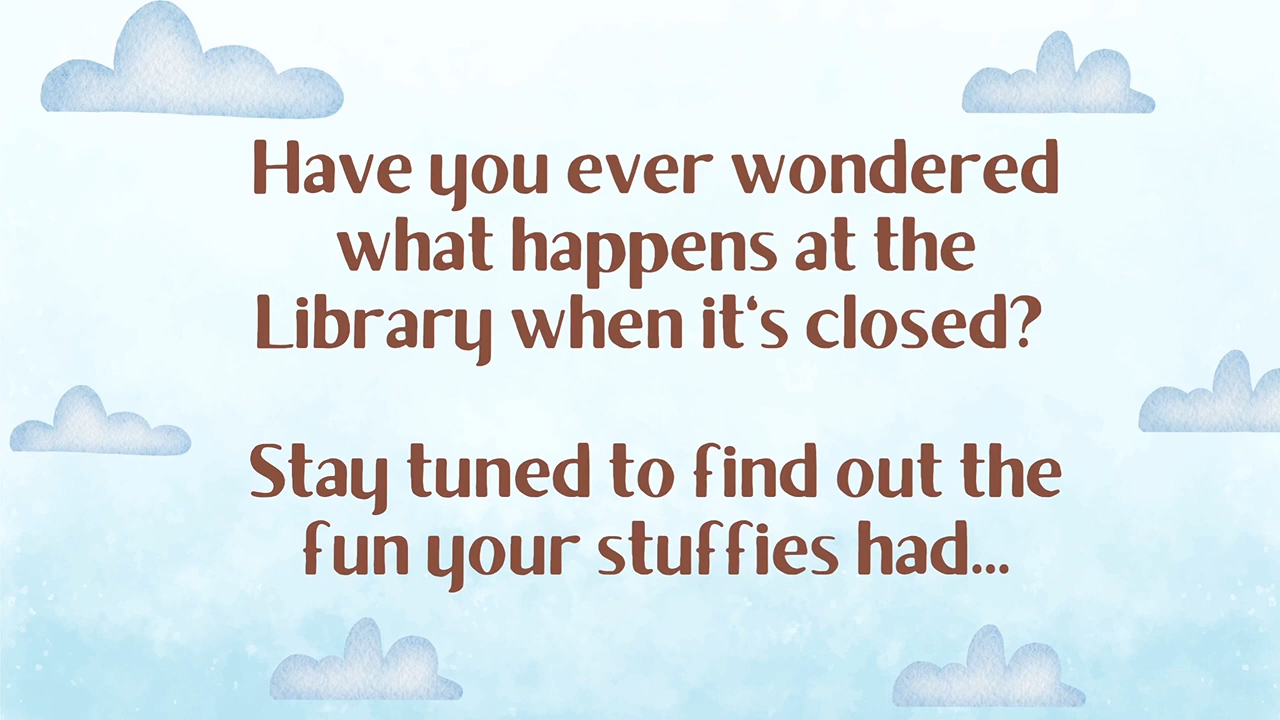 Have you ever wondered
what happens at the
Library when it‘s closed?
Stay tuned to find out the
fun your stuffies had...